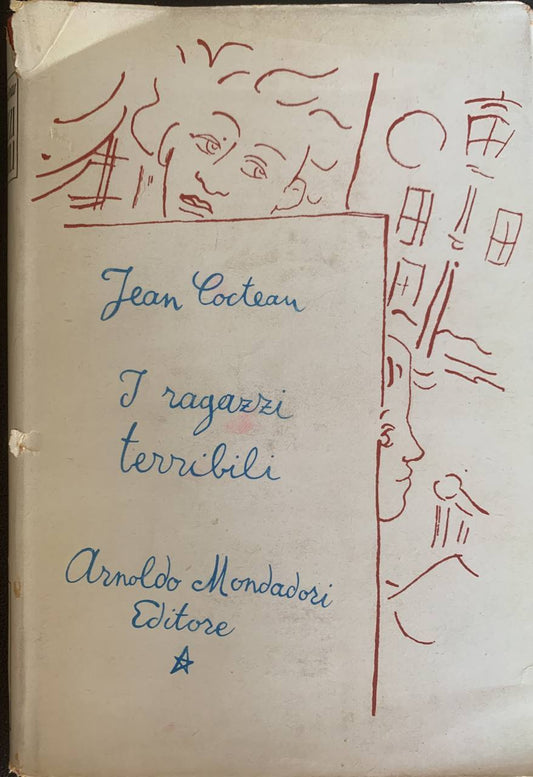 Jean Cocteau
I ragazzi
terribili
Arnoldo Mondadori
Editore